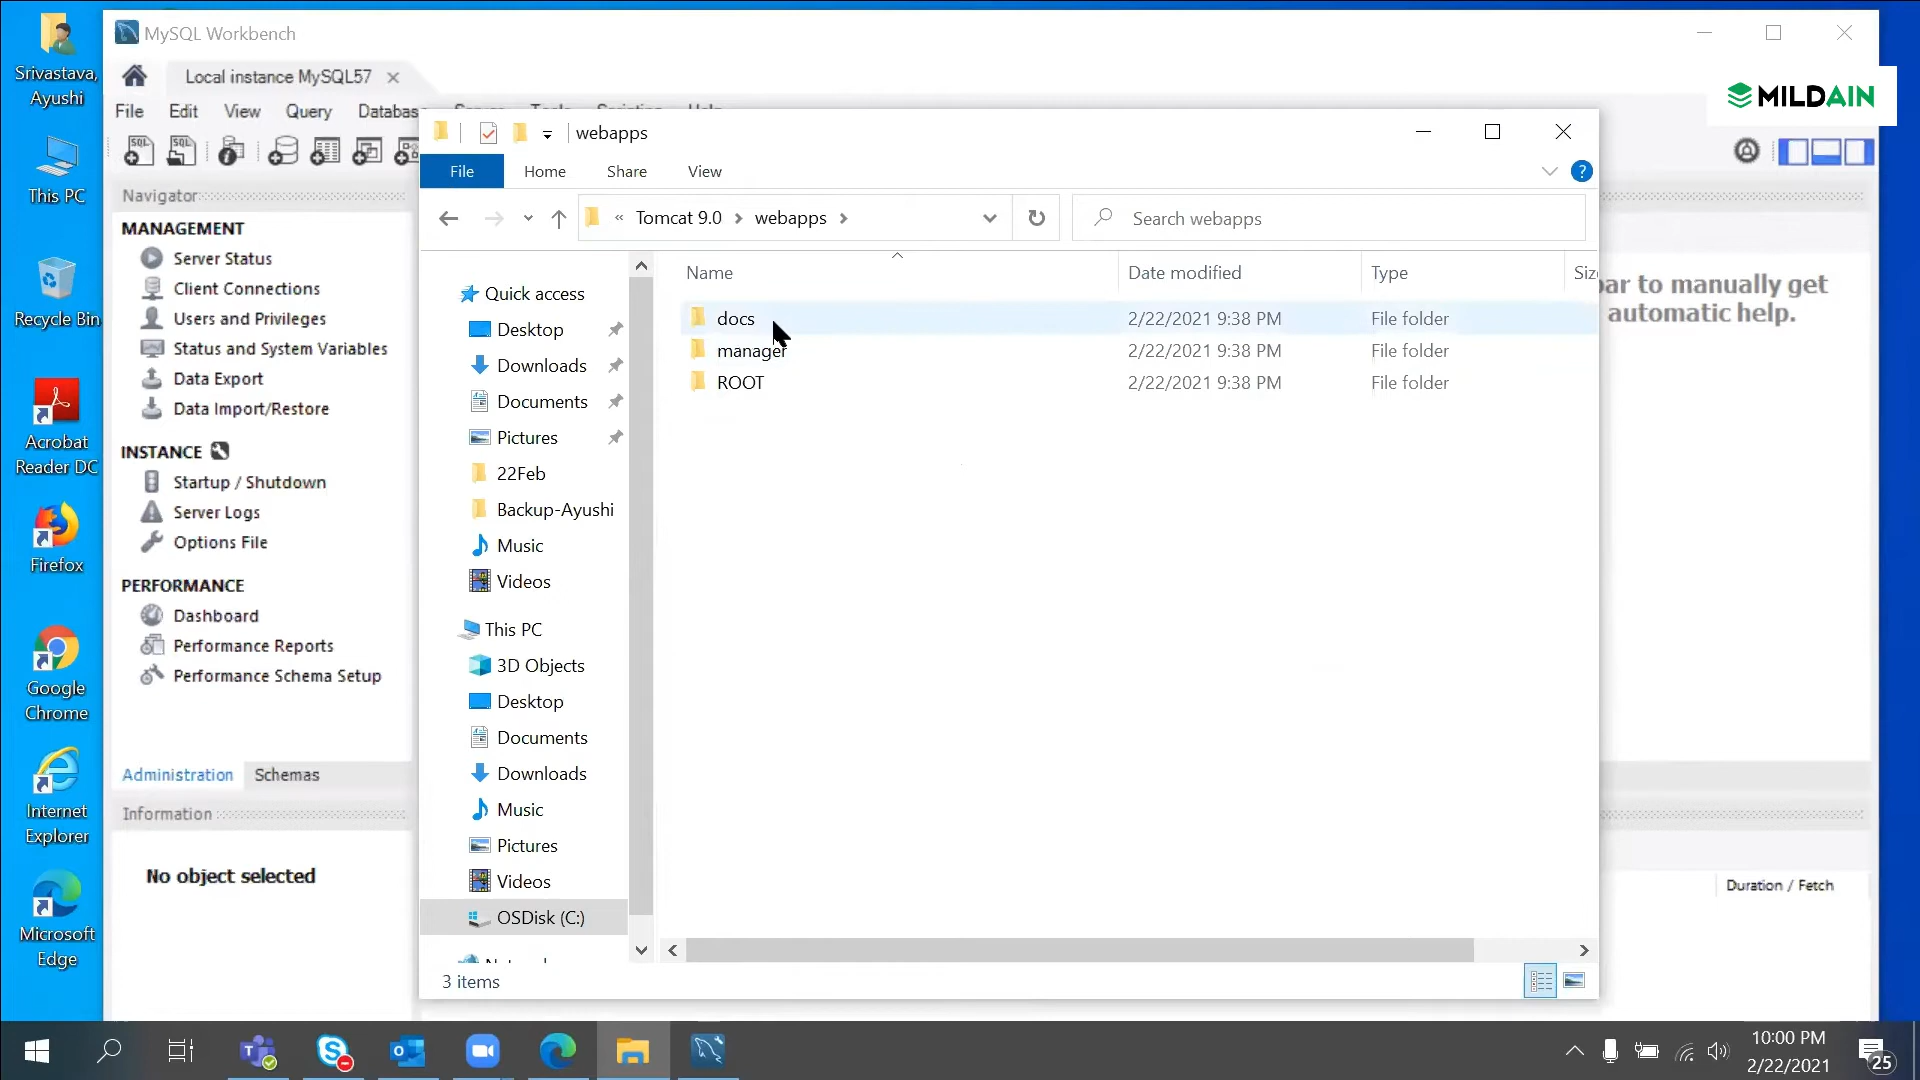 Srivastava,
Ayushi
This PC
Recycle Bin
Acrobat
Reader DC
Firefox
Google
Chrome
Internet
Explorer
Microsoft
Edge
MySQL Workbench
Local instance MySQL57
File Edit View Query Database
MILDAIN
Navigator
MANAGEMENT
Server Status
Client Connections
Users and Privileges
Status and System Variables
Data Export
Data Import/Restore
INSTANCE
Startup / Shutdown
Server Logs
Options File
PERFORMANCE
Dashboard
Performance Reports
Performance Schema Setup
Administration Schemas
Information
No object selected
webapps
File Home Share View
« Tomcat 9.0 > webapps >
Search webapps
Quick access
Desktop
Downloads
Documents
Pictures
22Feb
Backup-Ayushi
Music
Videos
This PC
3D Objects
Desktop
Documents
Downloads
Music
Pictures
Videos
OSDisk (C:)
Name Date modified Type
docs 2/22/2021 9:38 PM File folder
manager 2/22/2021 9:38 PM File folder
ROOT 2/22/2021 9:38 PM File folder
3 items
bar to manually get
automatic help.
Duration / Fetch
10:00 PM
2/22/2021
25